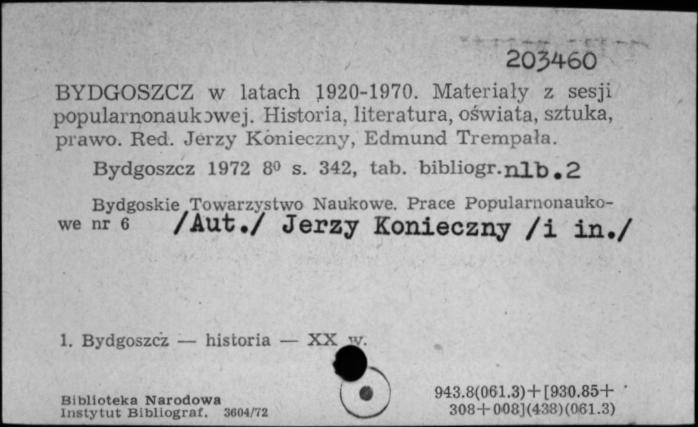 203460
BYDGOSZCZ w latach 1920-1970. Materiały z sesji
popularnonaukowej. Historia, literatura, oświata, sztuka,
prawo. Red. Jerzy Konieczny, Edmund Trempała.
Bydgoszcz 1972 8⁰ s. 342, tab. bibliogr. nlb.2
Bydgoskie Towarzystwo Naukowe. Prace Popularnonauko-
we nr 6 /Aut./ Jerzy Konieczny /i in./
1. Bydgoszcz — historia — XX w.
Biblioteka Narodowa
Instytut Bibliograf. 3604/72
943.8(061.3)+[930.85+
308+008](438)(061.3)